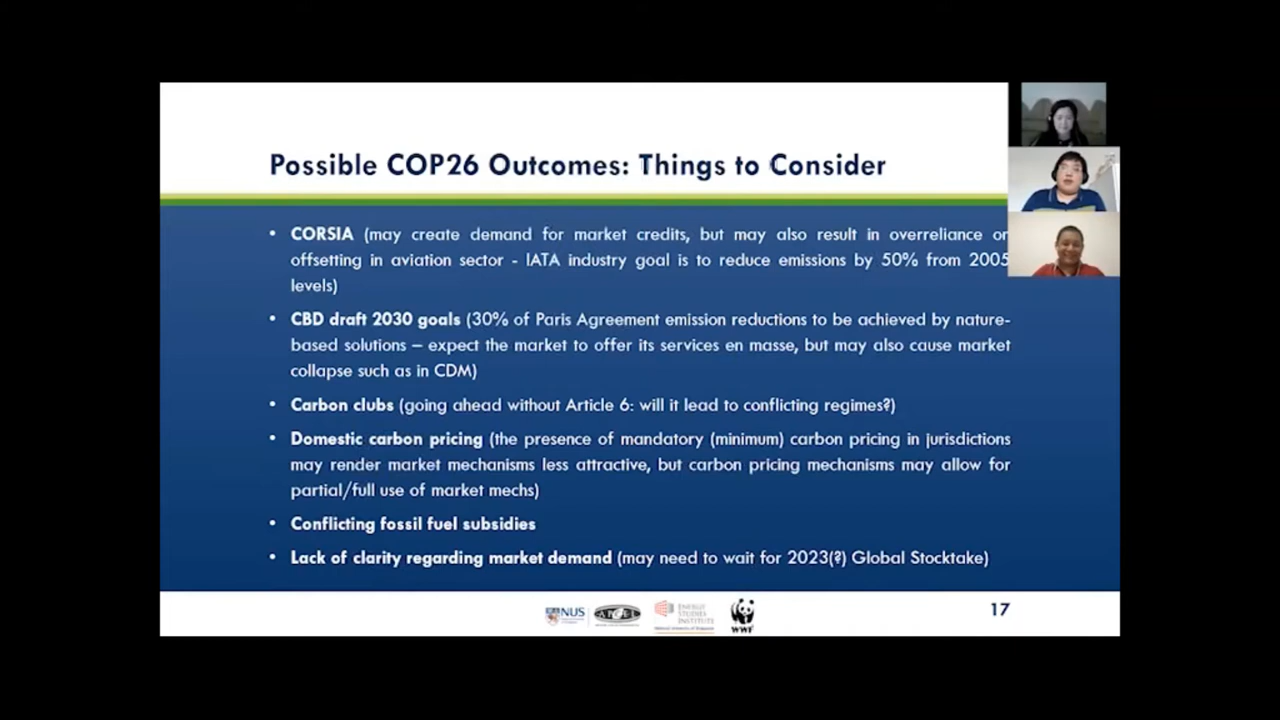 Possible COP26 Outcomes: Things to Consider
• CORSIA (may create demand for market credits, but may also result in overreliance or
offsetting in aviation sector - IATA industry goal is to reduce emissions by 50% from 2005
levels)
• CBD draft 2030 goals (30% of Paris Agreement emission reductions to be achieved by nature-
based solutions – expect the market to offer its services en masse, but may also cause market
collapse such as in CDM)
• Carbon clubs (going ahead without Article 6: will it lead to conflicting regimes?)
• Domestic carbon pricing (the presence of mandatory (minimum) carbon pricing in jurisdictions
may render market mechanisms less attractive, but carbon pricing mechanisms may allow for
partial/full use of market mechs)
• Conflicting fossil fuel subsidies
• Lack of clarity regarding market demand (may need to wait for 2023(?) Global Stocktake)
NUS
ENERGY
STUDIES
INSTITUTE
WWF
17